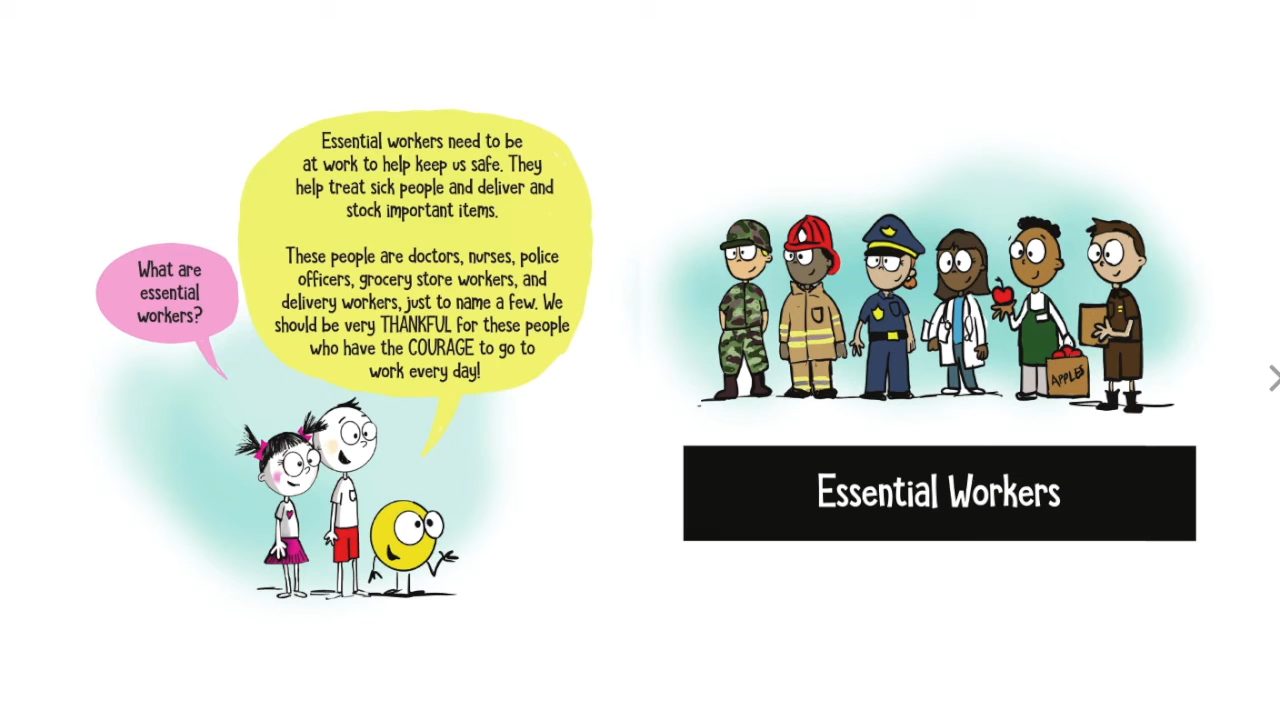 What are
essential
workers?
Essential workers need to be
at work to help keep us safe. They
help treat sick people and deliver and
stock important items.
These people are doctors, nurses, police
officers, grocery store workers, and
delivery workers, just to name a few. We
should be very THANKFUL for these people
who have the COURAGE to go to
work every day!
APPLES
Essential Workers